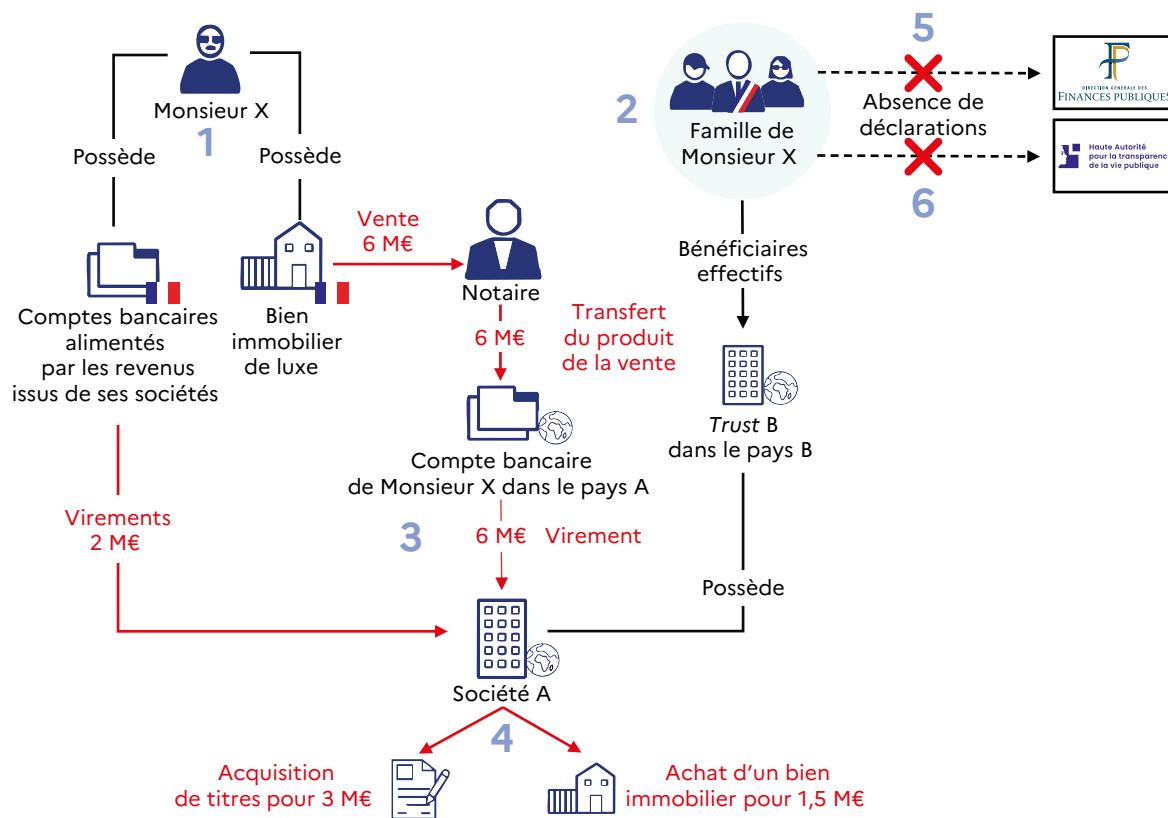 Monsieur X
1
Possède
Possède
Comptes bancaires
alimentés
par les revenus
issus de ses sociétés
Bien
immobilier
de luxe
Vente
6 M€
Notaire
6 M€
Transfert
du produit
de la vente
Compte bancaire
de Monsieur X dans le pays A
3
6 M€ Virement
Virements
2 M€
Société A
4
Acquisition
de titres pour 3 M€
Achat d’un bien
immobilier pour 1,5 M€
2
Famille de
Monsieur X
Bénéficiaires
effectifs
Trust B
dans le pays B
Possède
5
Absence de
déclarations
6
DIRECTION GÉNÉRALE DES
FINANCES PUBLIQUES
Haute Autorité
pour la transparence
de la vie publique